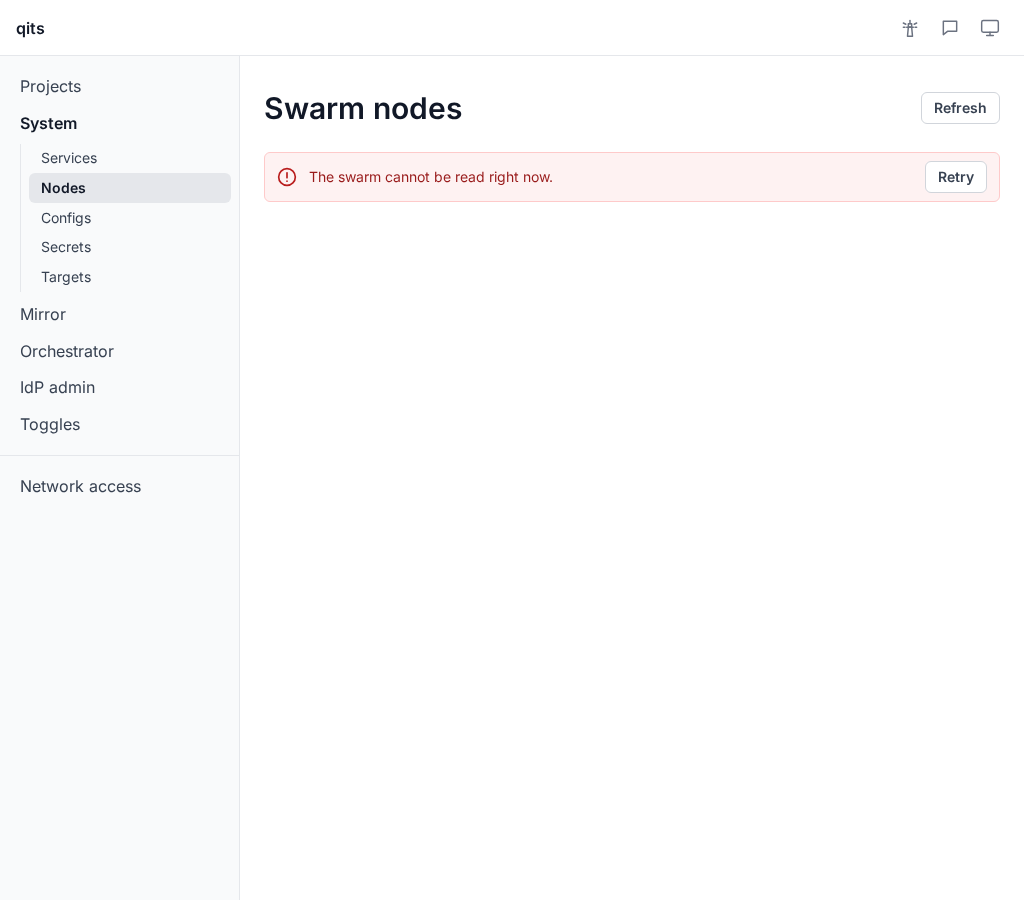 qits
Projects
System
Services
Nodes
Configs
Secrets
Targets
Mirror
Orchestrator
IdP admin
Toggles
Network access
Swarm nodes
Refresh
The swarm cannot be read right now.
Retry